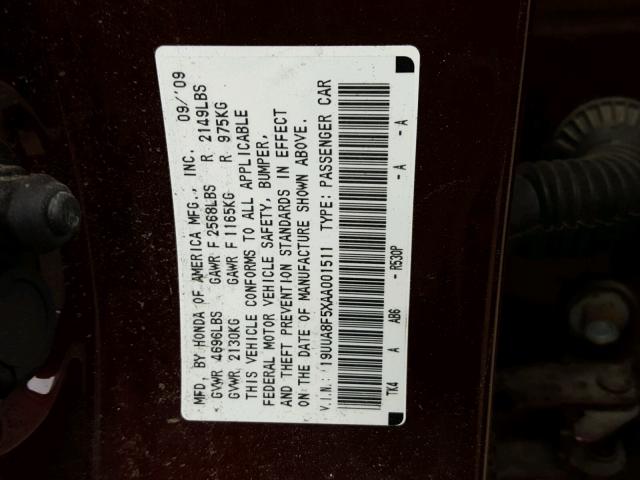 MFD. BY HONDA OF AMERICA MFG., INC. 09/'09
GVWR 4696LBS GAWR F 2568LBS R 2149LBS
GVWR 2130KG GAWR F 1165KG R 975KG
THIS VEHICLE CONFORMS TO ALL APPLICABLE
FEDERAL MOTOR VEHICLE SAFETY, BUMPER,
AND THEFT PREVENTION STANDARDS IN EFFECT
ON THE DATE OF MANUFACTURE SHOWN ABOVE.
V.I.N.: 19UUA8F5XAA001511 TYPE: PASSENGER CAR
TK4 A AB6 - R530P - A - A